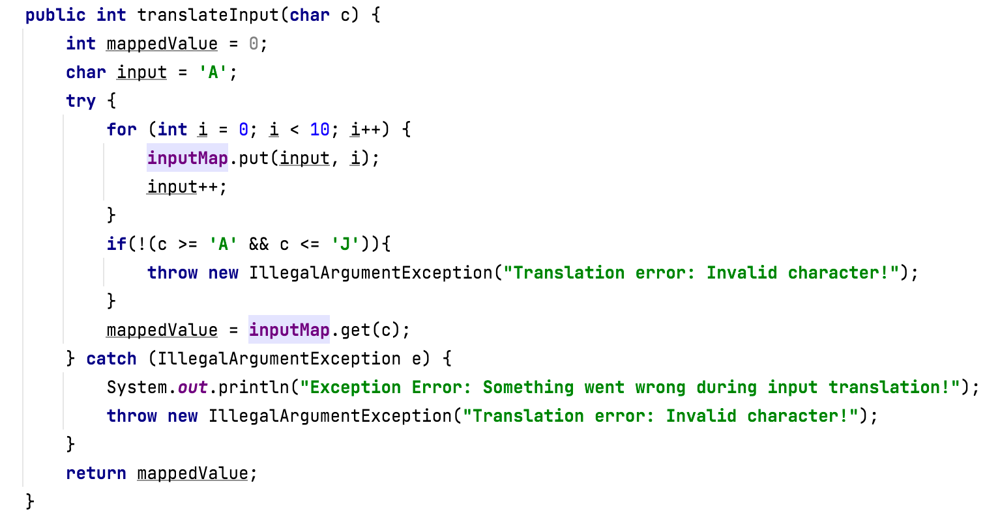 public int translateInput(char c) {
    int mappedValue = 0;
    char input = 'A';
    try {
        for (int i = 0; i < 10; i++) {
            inputMap.put(input, i);
            input++;
        }
        if(!(c >= 'A' && c <= 'J')){
            throw new IllegalArgumentException("Translation error: Invalid character!");
        }
        mappedValue = inputMap.get(c);
    } catch (IllegalArgumentException e) {
        System.out.println("Exception Error: Something went wrong during input translation!");
        throw new IllegalArgumentException("Translation error: Invalid character!");
    }
    return mappedValue;
}